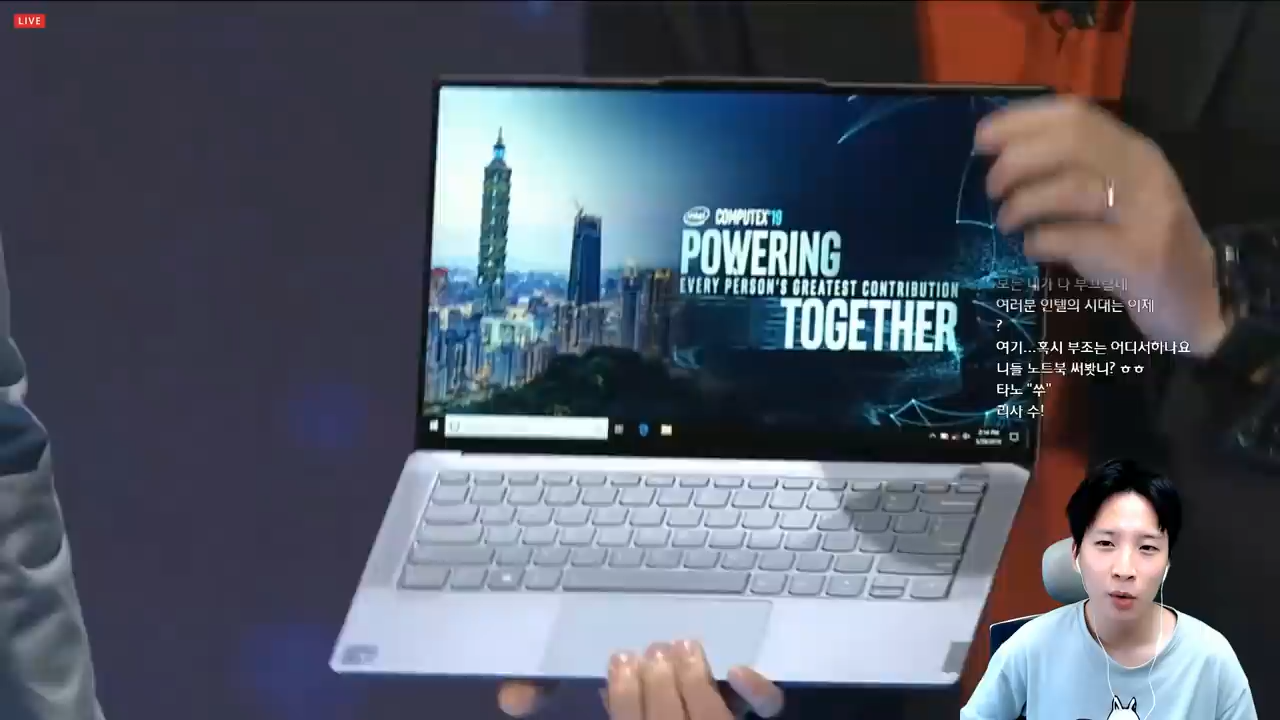 LIVE
intel COMPUTEX'19
POWERING
EVERY PERSON'S GREATEST CONTRIBUTION
TOGETHER
여러분 인텔의 시대는 이제
?
여기...혹시 부조는 어디서하나요
니들 노트북 써봣니? ㅎㅎ
타노 "쑤"
리사 수!